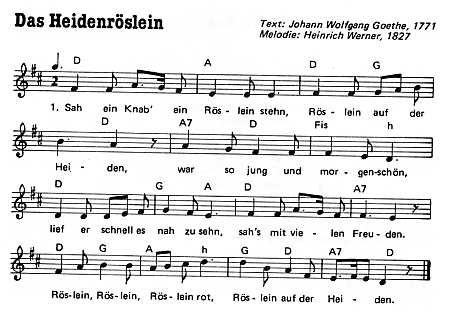 Das Heidenröslein
Text: Johann Wolfgang Goethe, 1771
Melodie: Heinrich Werner, 1827
D A D G
1. Sah ein Knab' ein Rös-lein stehn, Rös-lein auf der
D A7 D Fis h
Hei- den, war so jung und mor-gen-schön,
D G A D A7
lief er schnell es nah zu sehn, sah's mit vie- len Freu- den.
D G A h G D A7 D
Rös-lein, Rös-lein, Rös-lein rot, Rös-lein auf der Hei- den.